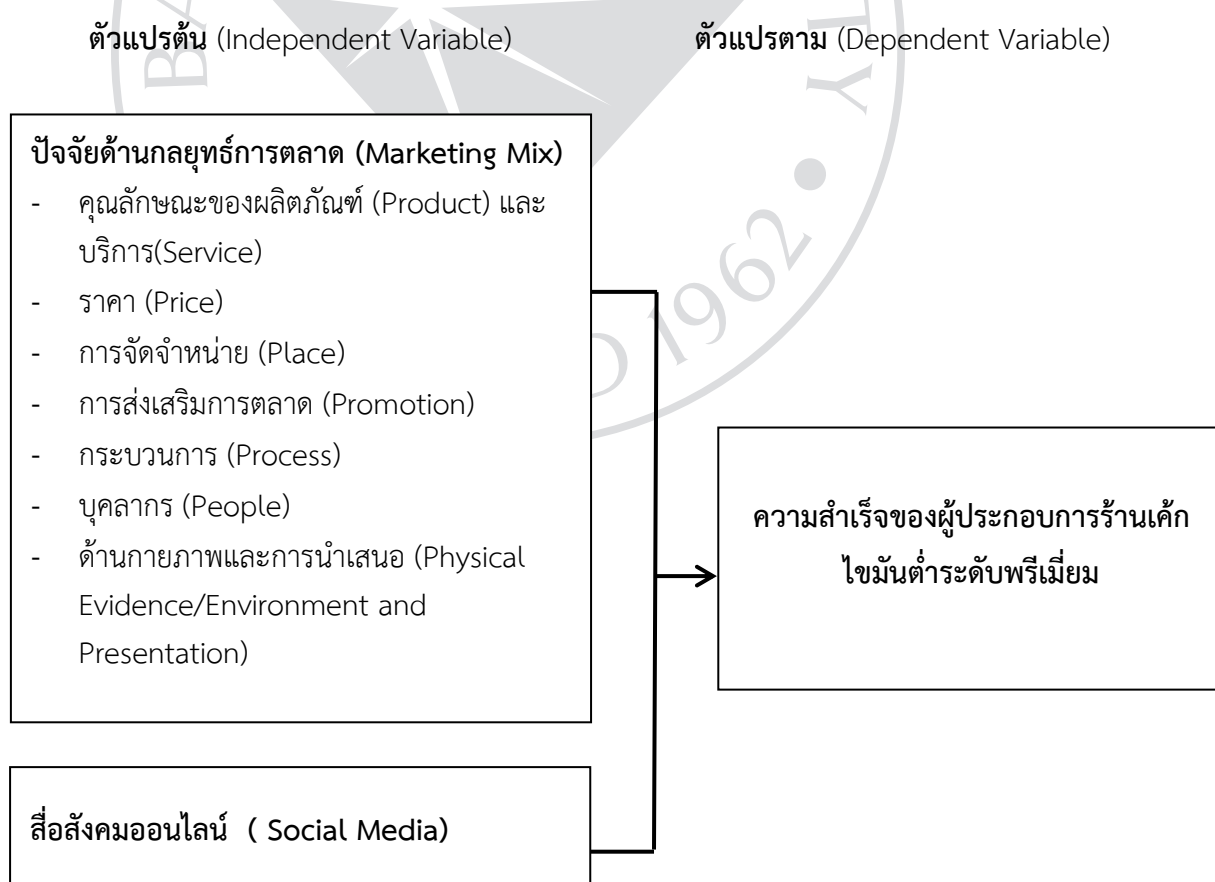 ตัวแปรต้น (Independent Variable)
ตัวแปรตาม (Dependent Variable)
ปัจจัยด้านกลยุทธ์การตลาด (Marketing Mix)
- คุณลักษณะของผลิตภัณฑ์ (Product) และ
บริการ(Service)
- ราคา (Price)
- การจัดจำหน่าย (Place)
- การส่งเสริมการตลาด (Promotion)
- กระบวนการ (Process)
- บุคลากร (People)
- ด้านกายภาพและการนำเสนอ (Physical
Evidence/Environment and
Presentation)
สื่อสังคมออนไลน์ ( Social Media)
ความสำเร็จของผู้ประกอบการร้านเค้ก
ไขมันต่ำระดับพรีเมี่ยม
1962